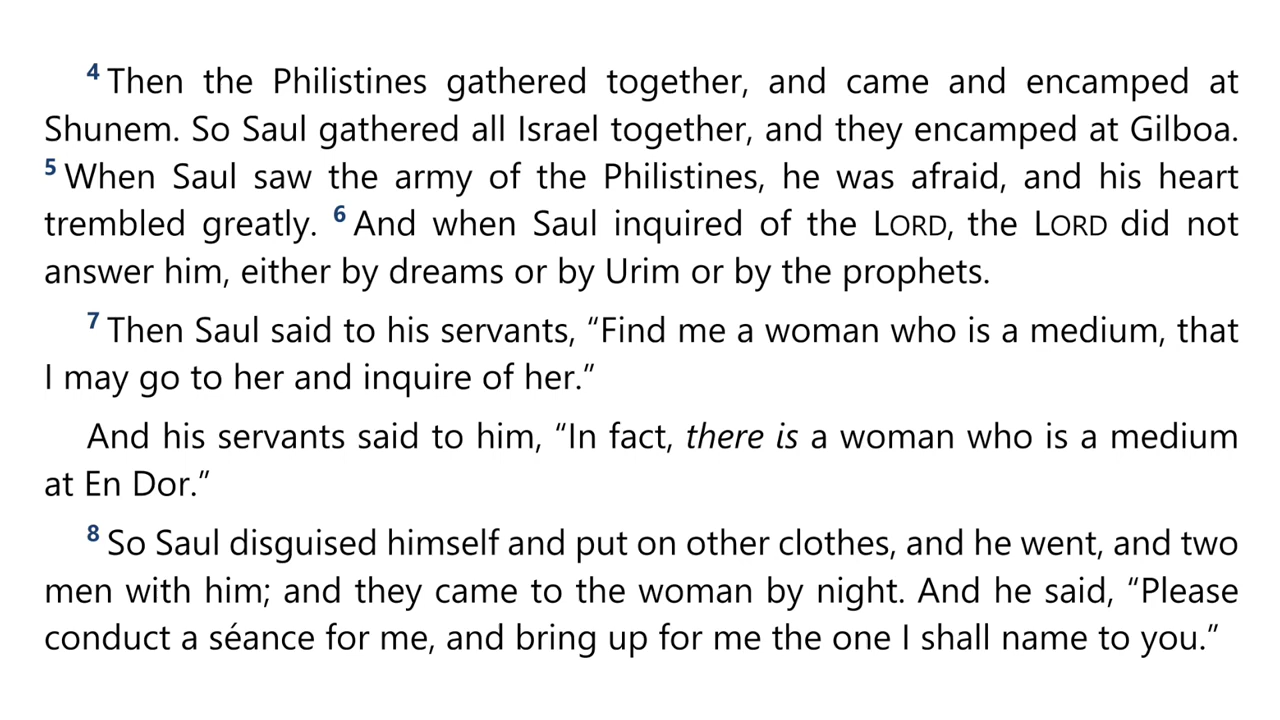 4 Then the Philistines gathered together, and came and encamped at
Shunem. So Saul gathered all Israel together, and they encamped at Gilboa.
5 When Saul saw the army of the Philistines, he was afraid, and his heart
trembled greatly. 6 And when Saul inquired of the LORD, the LORD did not
answer him, either by dreams or by Urim or by the prophets.
7 Then Saul said to his servants, “Find me a woman who is a medium, that
I may go to her and inquire of her.”
And his servants said to him, “In fact, there is a woman who is a medium
at En Dor.”
8 So Saul disguised himself and put on other clothes, and he went, and two
men with him; and they came to the woman by night. And he said, “Please
conduct a séance for me, and bring up for me the one I shall name to you.”